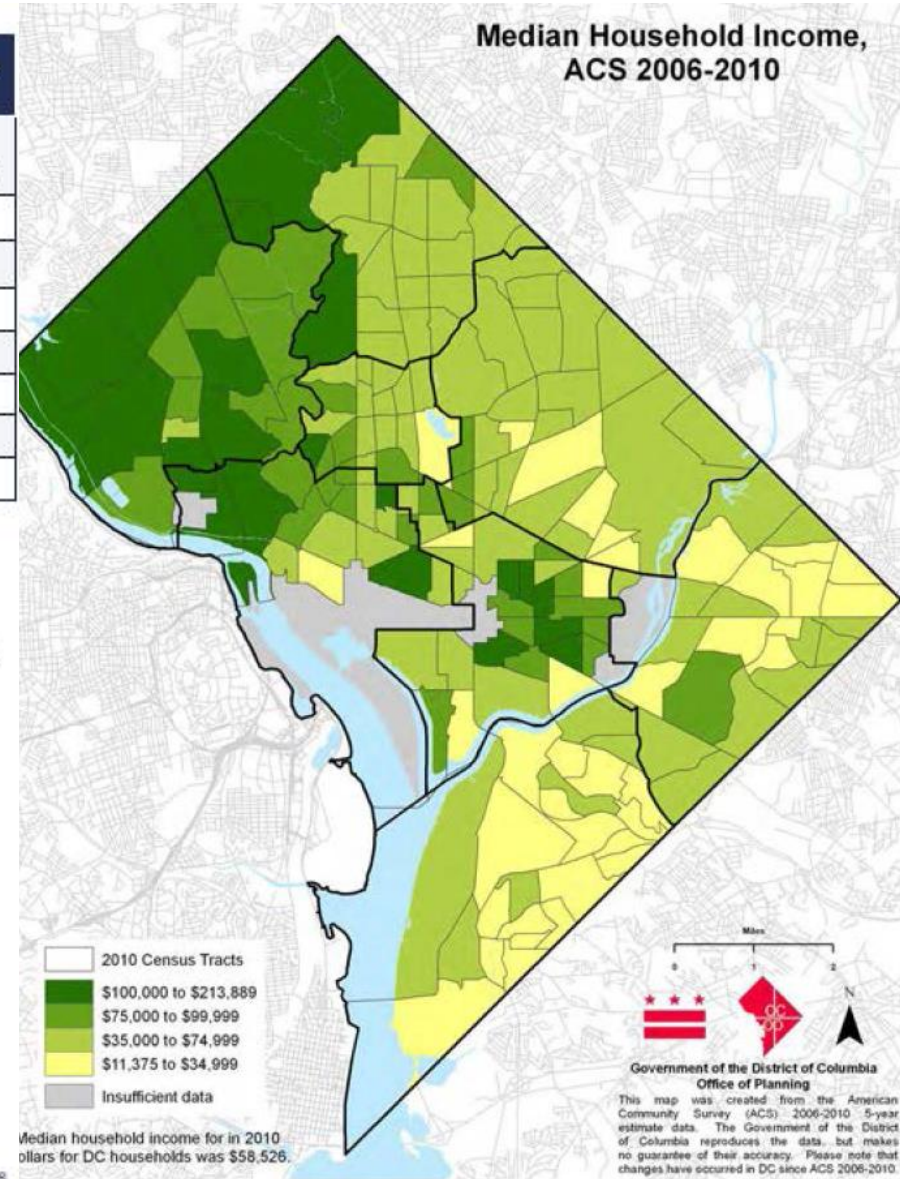 Median Household Income,
ACS 2006-2010
2010 Census Tracts
$100,000 to $213,889
$75,000 to $99,999
$35,000 to $74,999
$11,375 to $34,999
Insufficient data
Median household income for in 2010
ollars for DC households was $58,526.
Miles
0 1 2
N
DC
OP
Government of the District of Columbia
Office of Planning
This map was created from the American
Community Survey (ACS) 2006-2010 5-year
estimate data. The Government of the District
of Columbia reproduces the data but makes
no guarantee of their accuracy. Please note that
changes have occurred in DC since ACS 2006-2010.